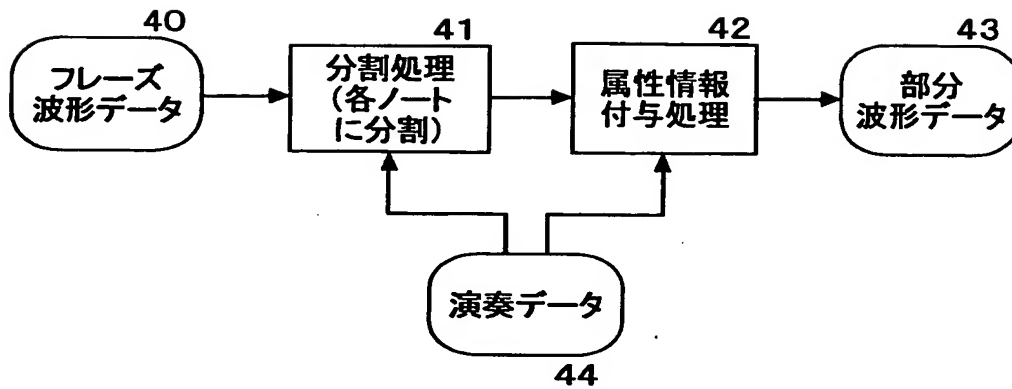 40
フレーズ
波形データ
41
分割処理
(各ノート
に分割)
42
属性情報
付与処理
43
部分
波形データ
演奏データ
44